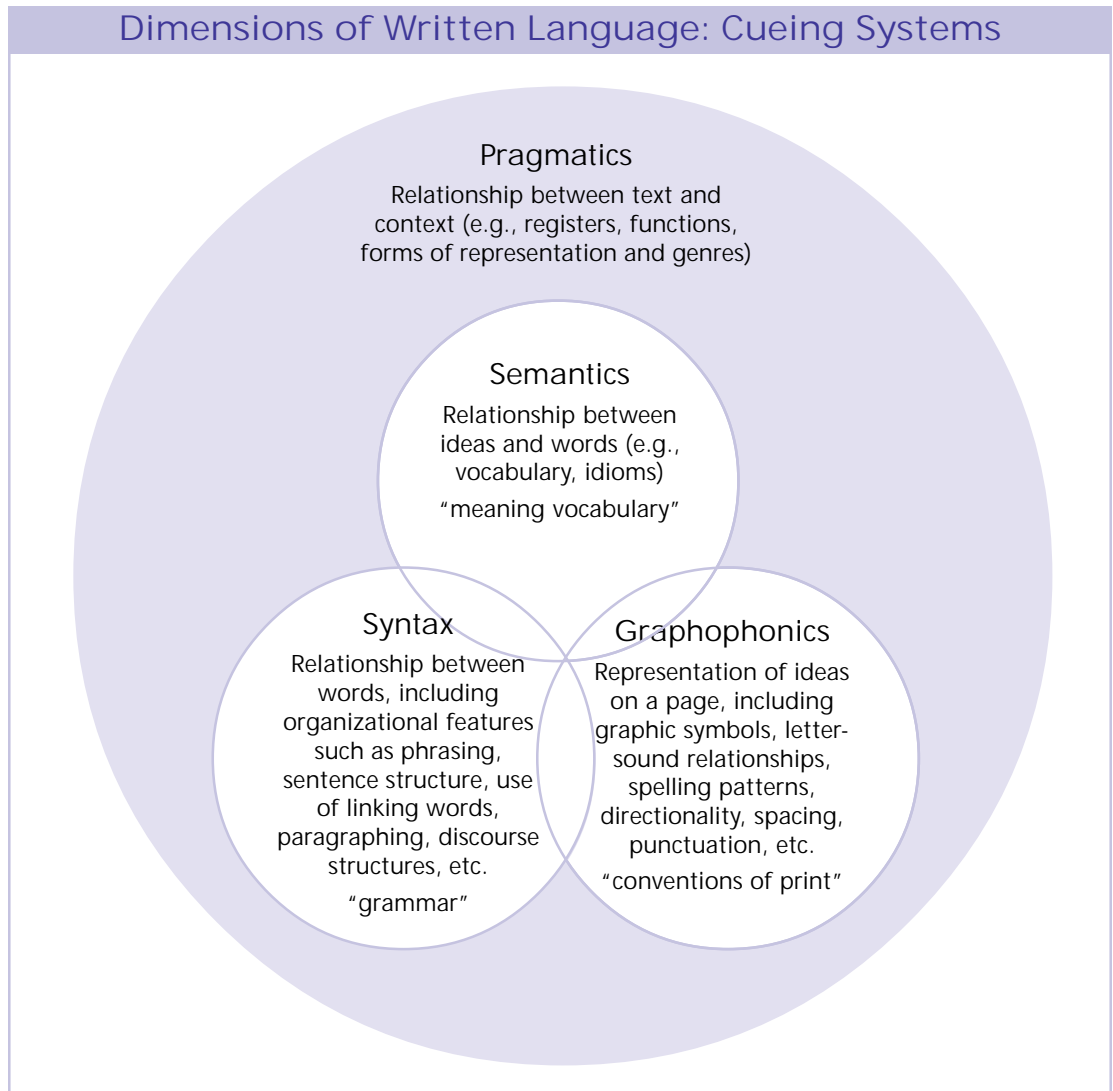 Dimensions of Written Language: Cueing Systems
Pragmatics
Relationship between text and
context (e.g., registers, functions,
forms of representation and genres)
Semantics
Relationship between
ideas and words (e.g.,
vocabulary, idioms)
“meaning vocabulary”
Syntax
Relationship between
words, including
organizational features
such as phrasing,
sentence structure, use
of linking words,
paragraphing, discourse
structures, etc.
“grammar”
Graphophonics
Representation of ideas
on a page, including
graphic symbols, letter-
sound relationships,
spelling patterns,
directionality, spacing,
punctuation, etc.
“conventions of print”